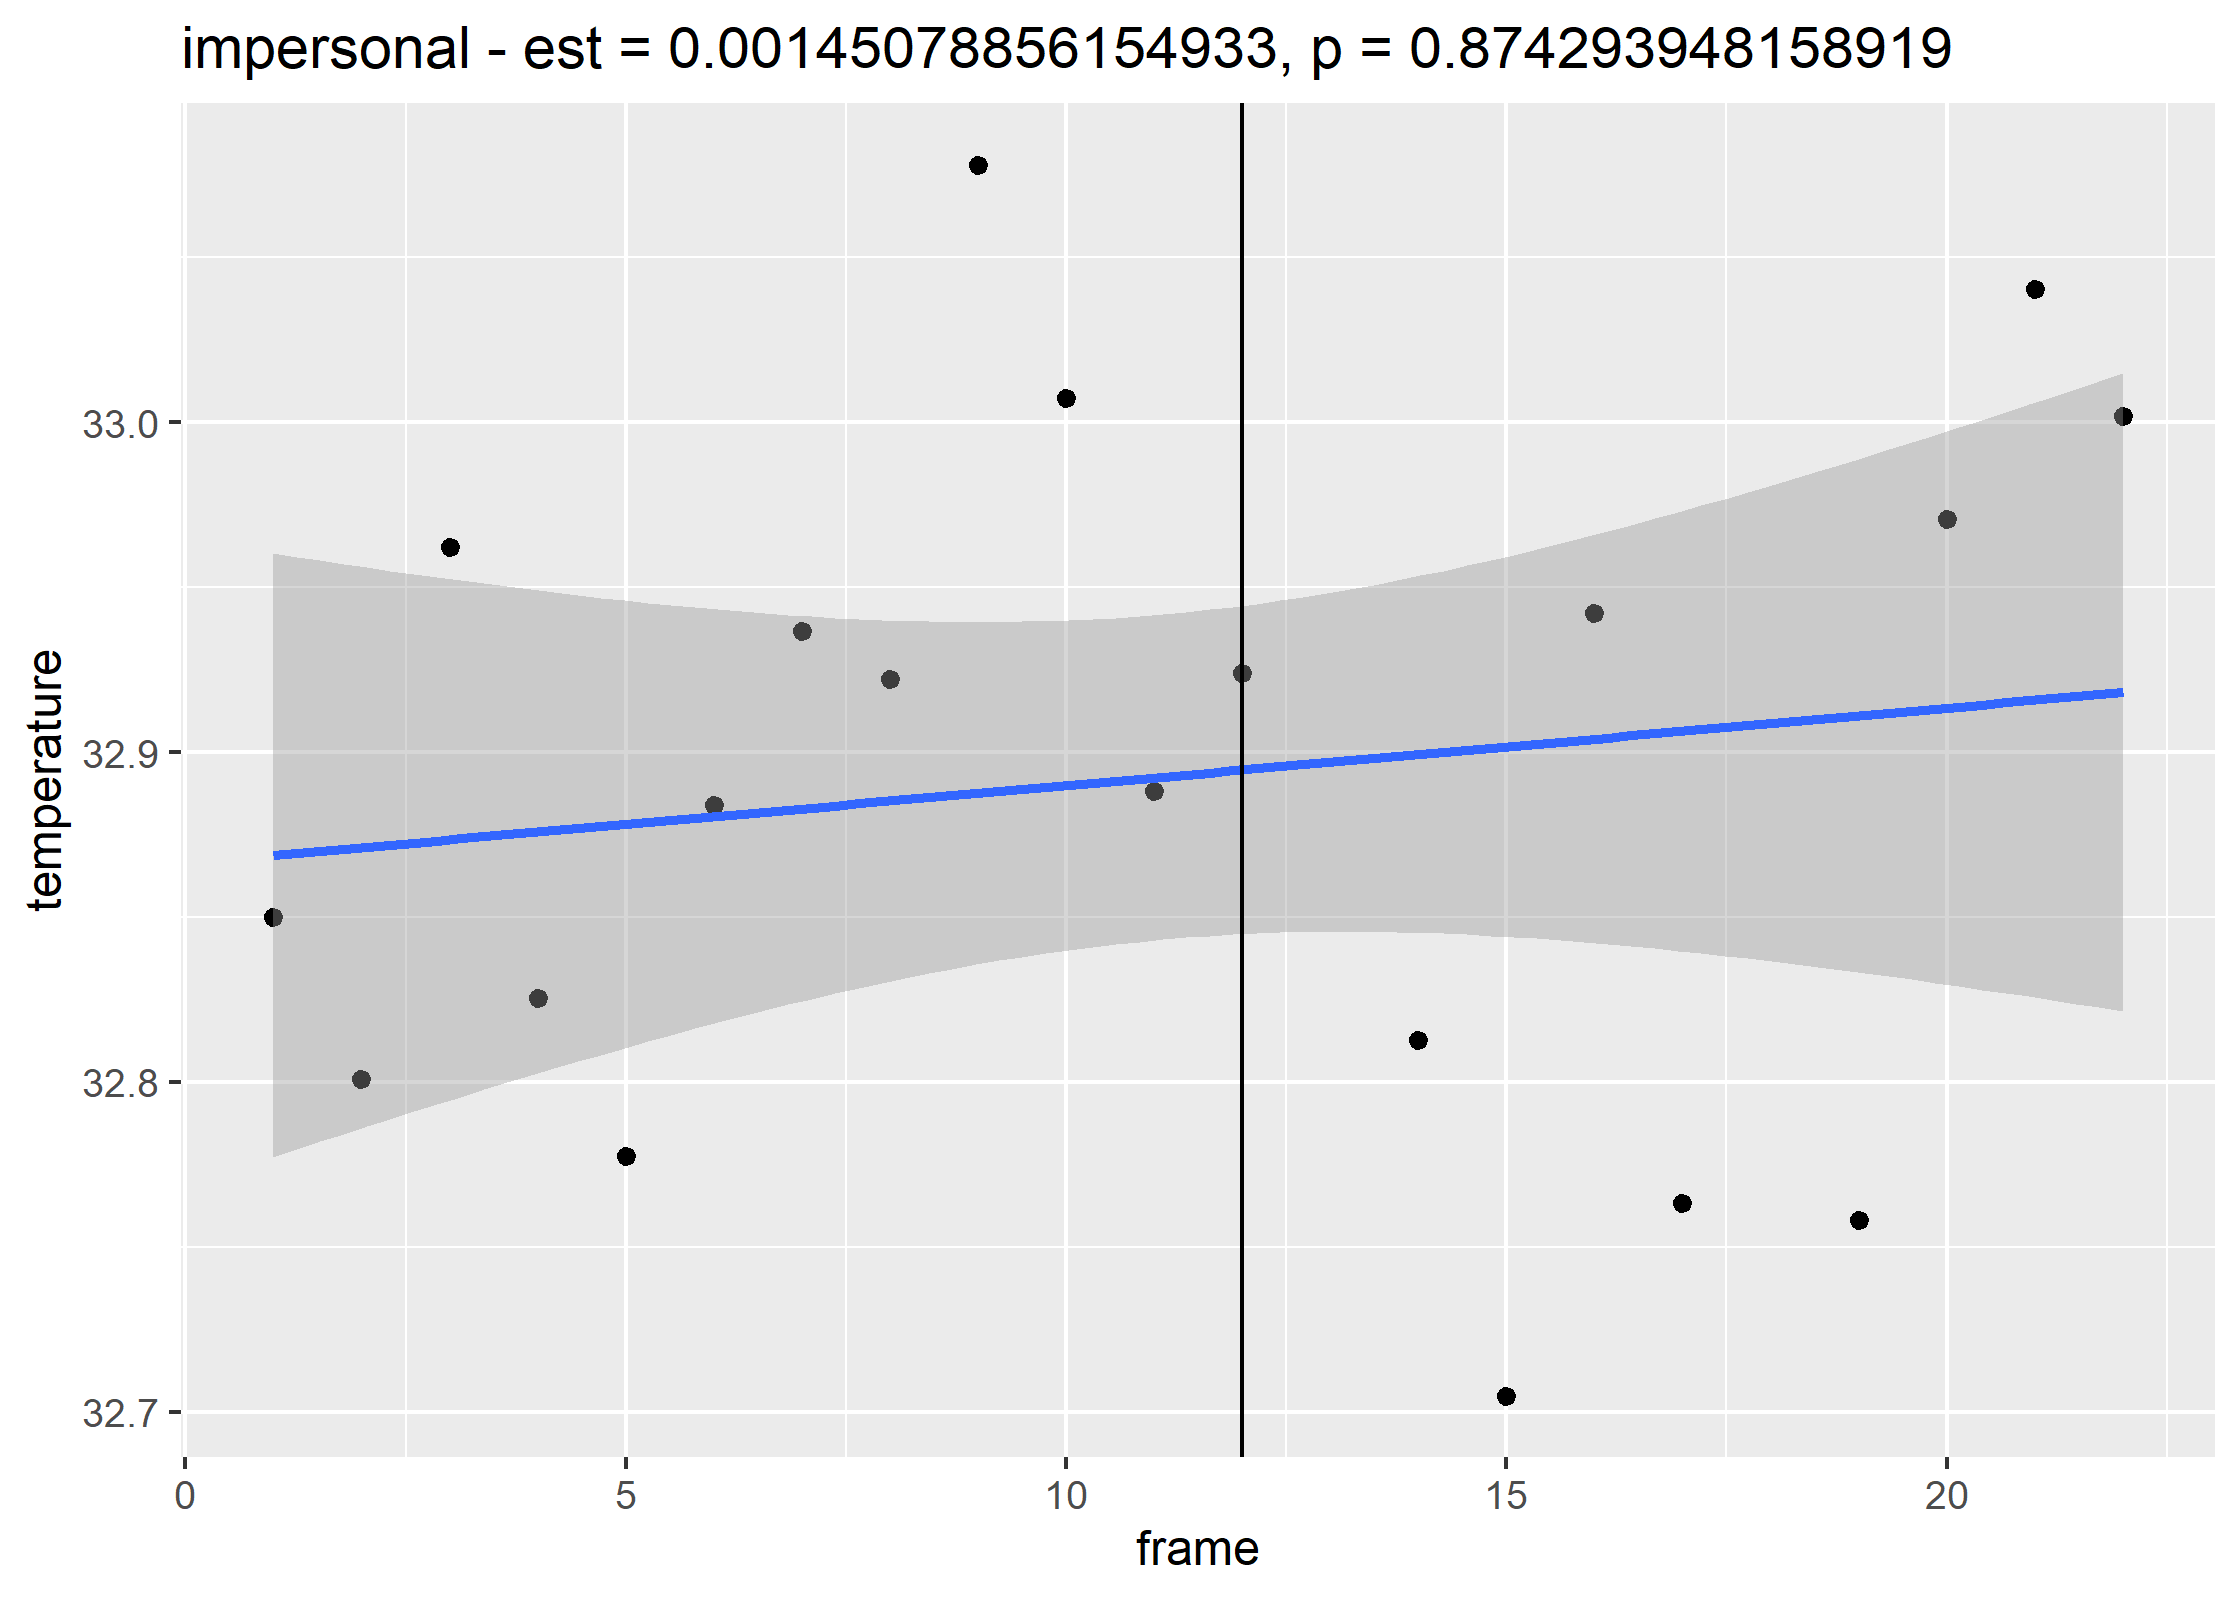 impersonal - est = 0.00145078856154933, p = 0.874293948158919
temperature
33.0
32.9
32.8
32.7
0 5 10 15 20
frame